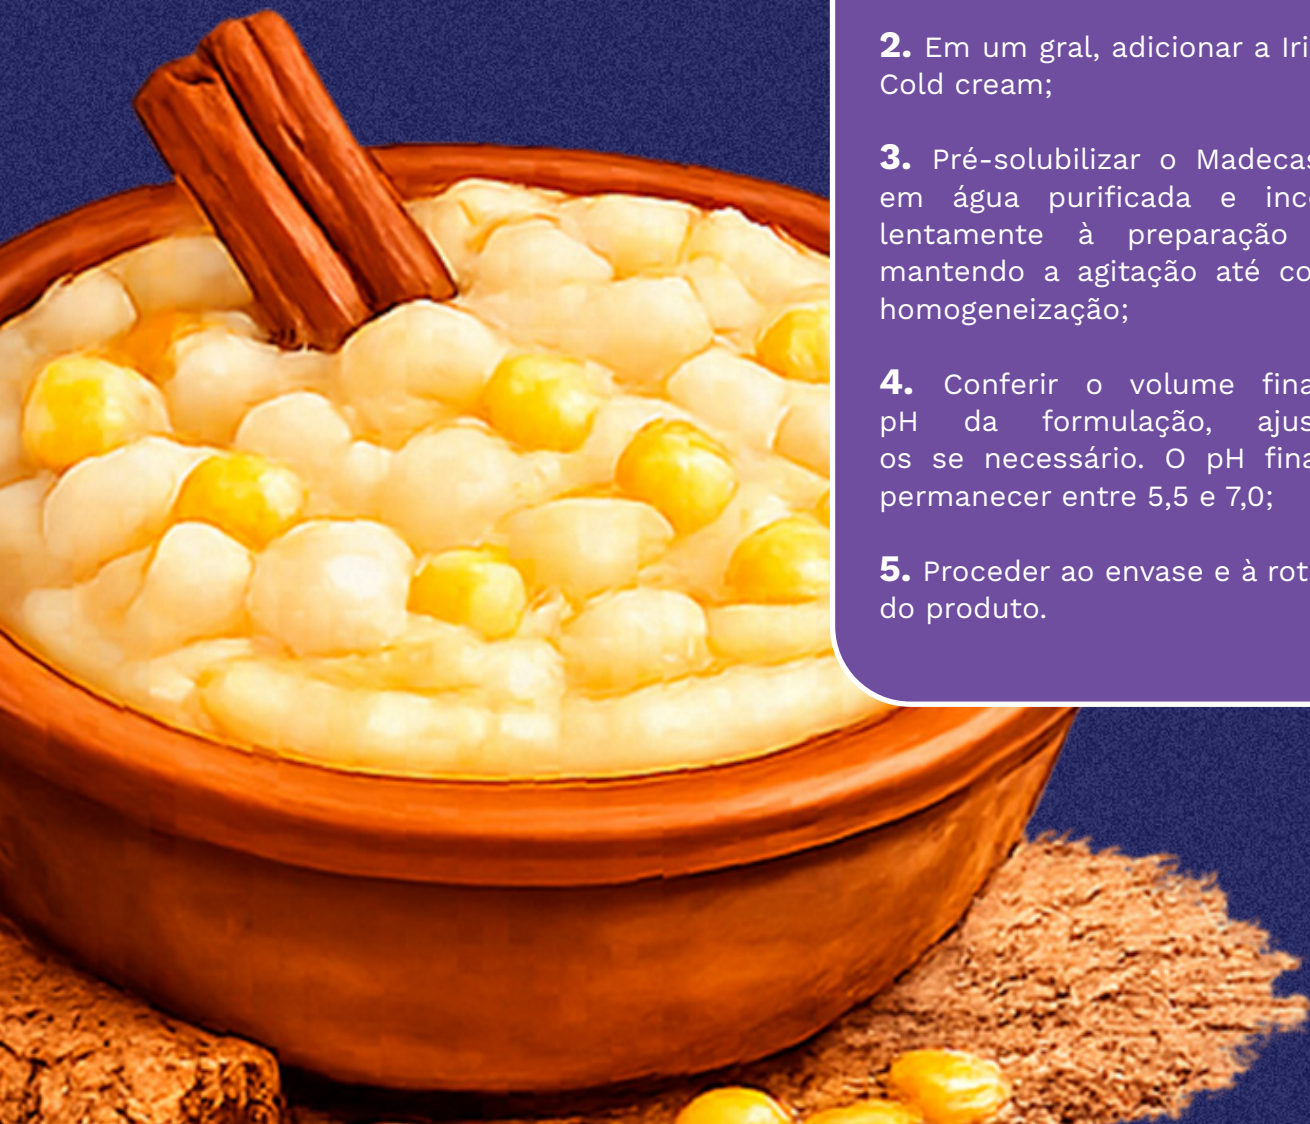 2. Em um gral, adicionar a Iri
Cold cream;
3. Pré-solubilizar o Madecas
em água purificada e inc
lentamente à preparação
mantendo a agitação até co
homogeneização;
4. Conferir o volume fina
pH da formulação, ajus
os se necessário. O pH fina
permanecer entre 5,5 e 7,0;
5. Proceder ao envase e à rot
do produto.